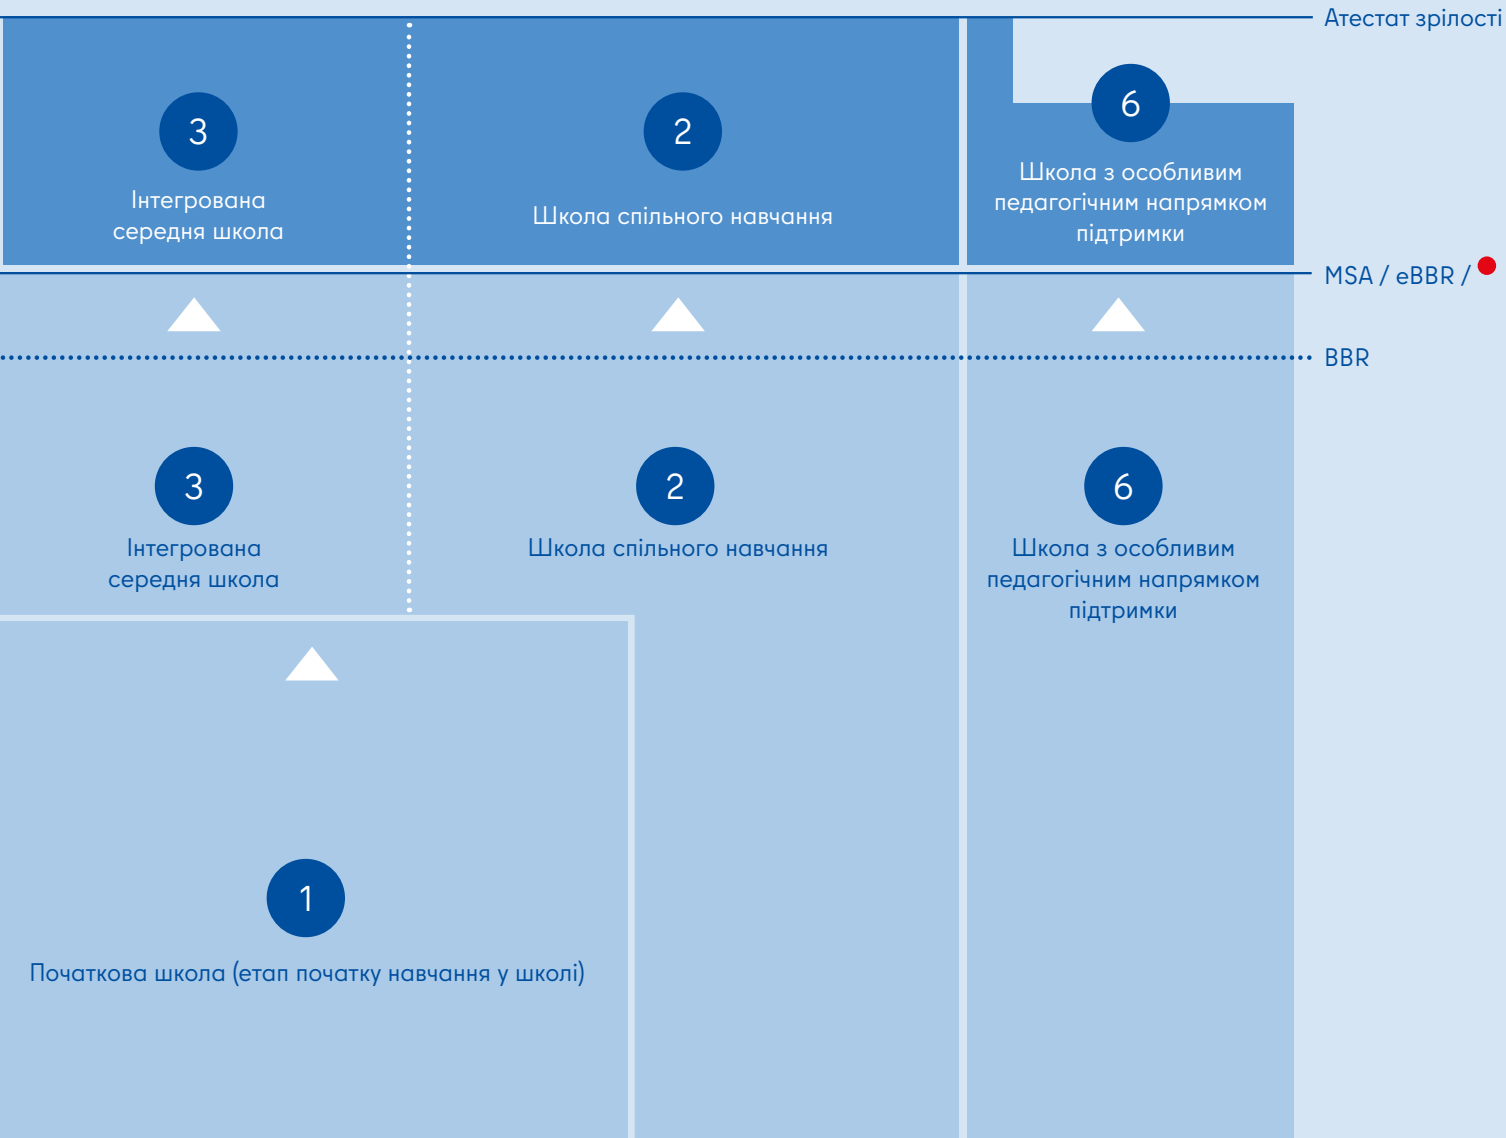 Атестат зрілості
3
Інтегрована
середня школа
2
Школа спільного навчання
6
Школа з особливим
педагогічним напрямком
підтримки
MSA / eBBR /
BBR
3
Інтегрована
середня школа
2
Школа спільного навчання
6
Школа з особливим
педагогічним напрямком
підтримки
1
Початкова школа (етап початку навчання у школі)